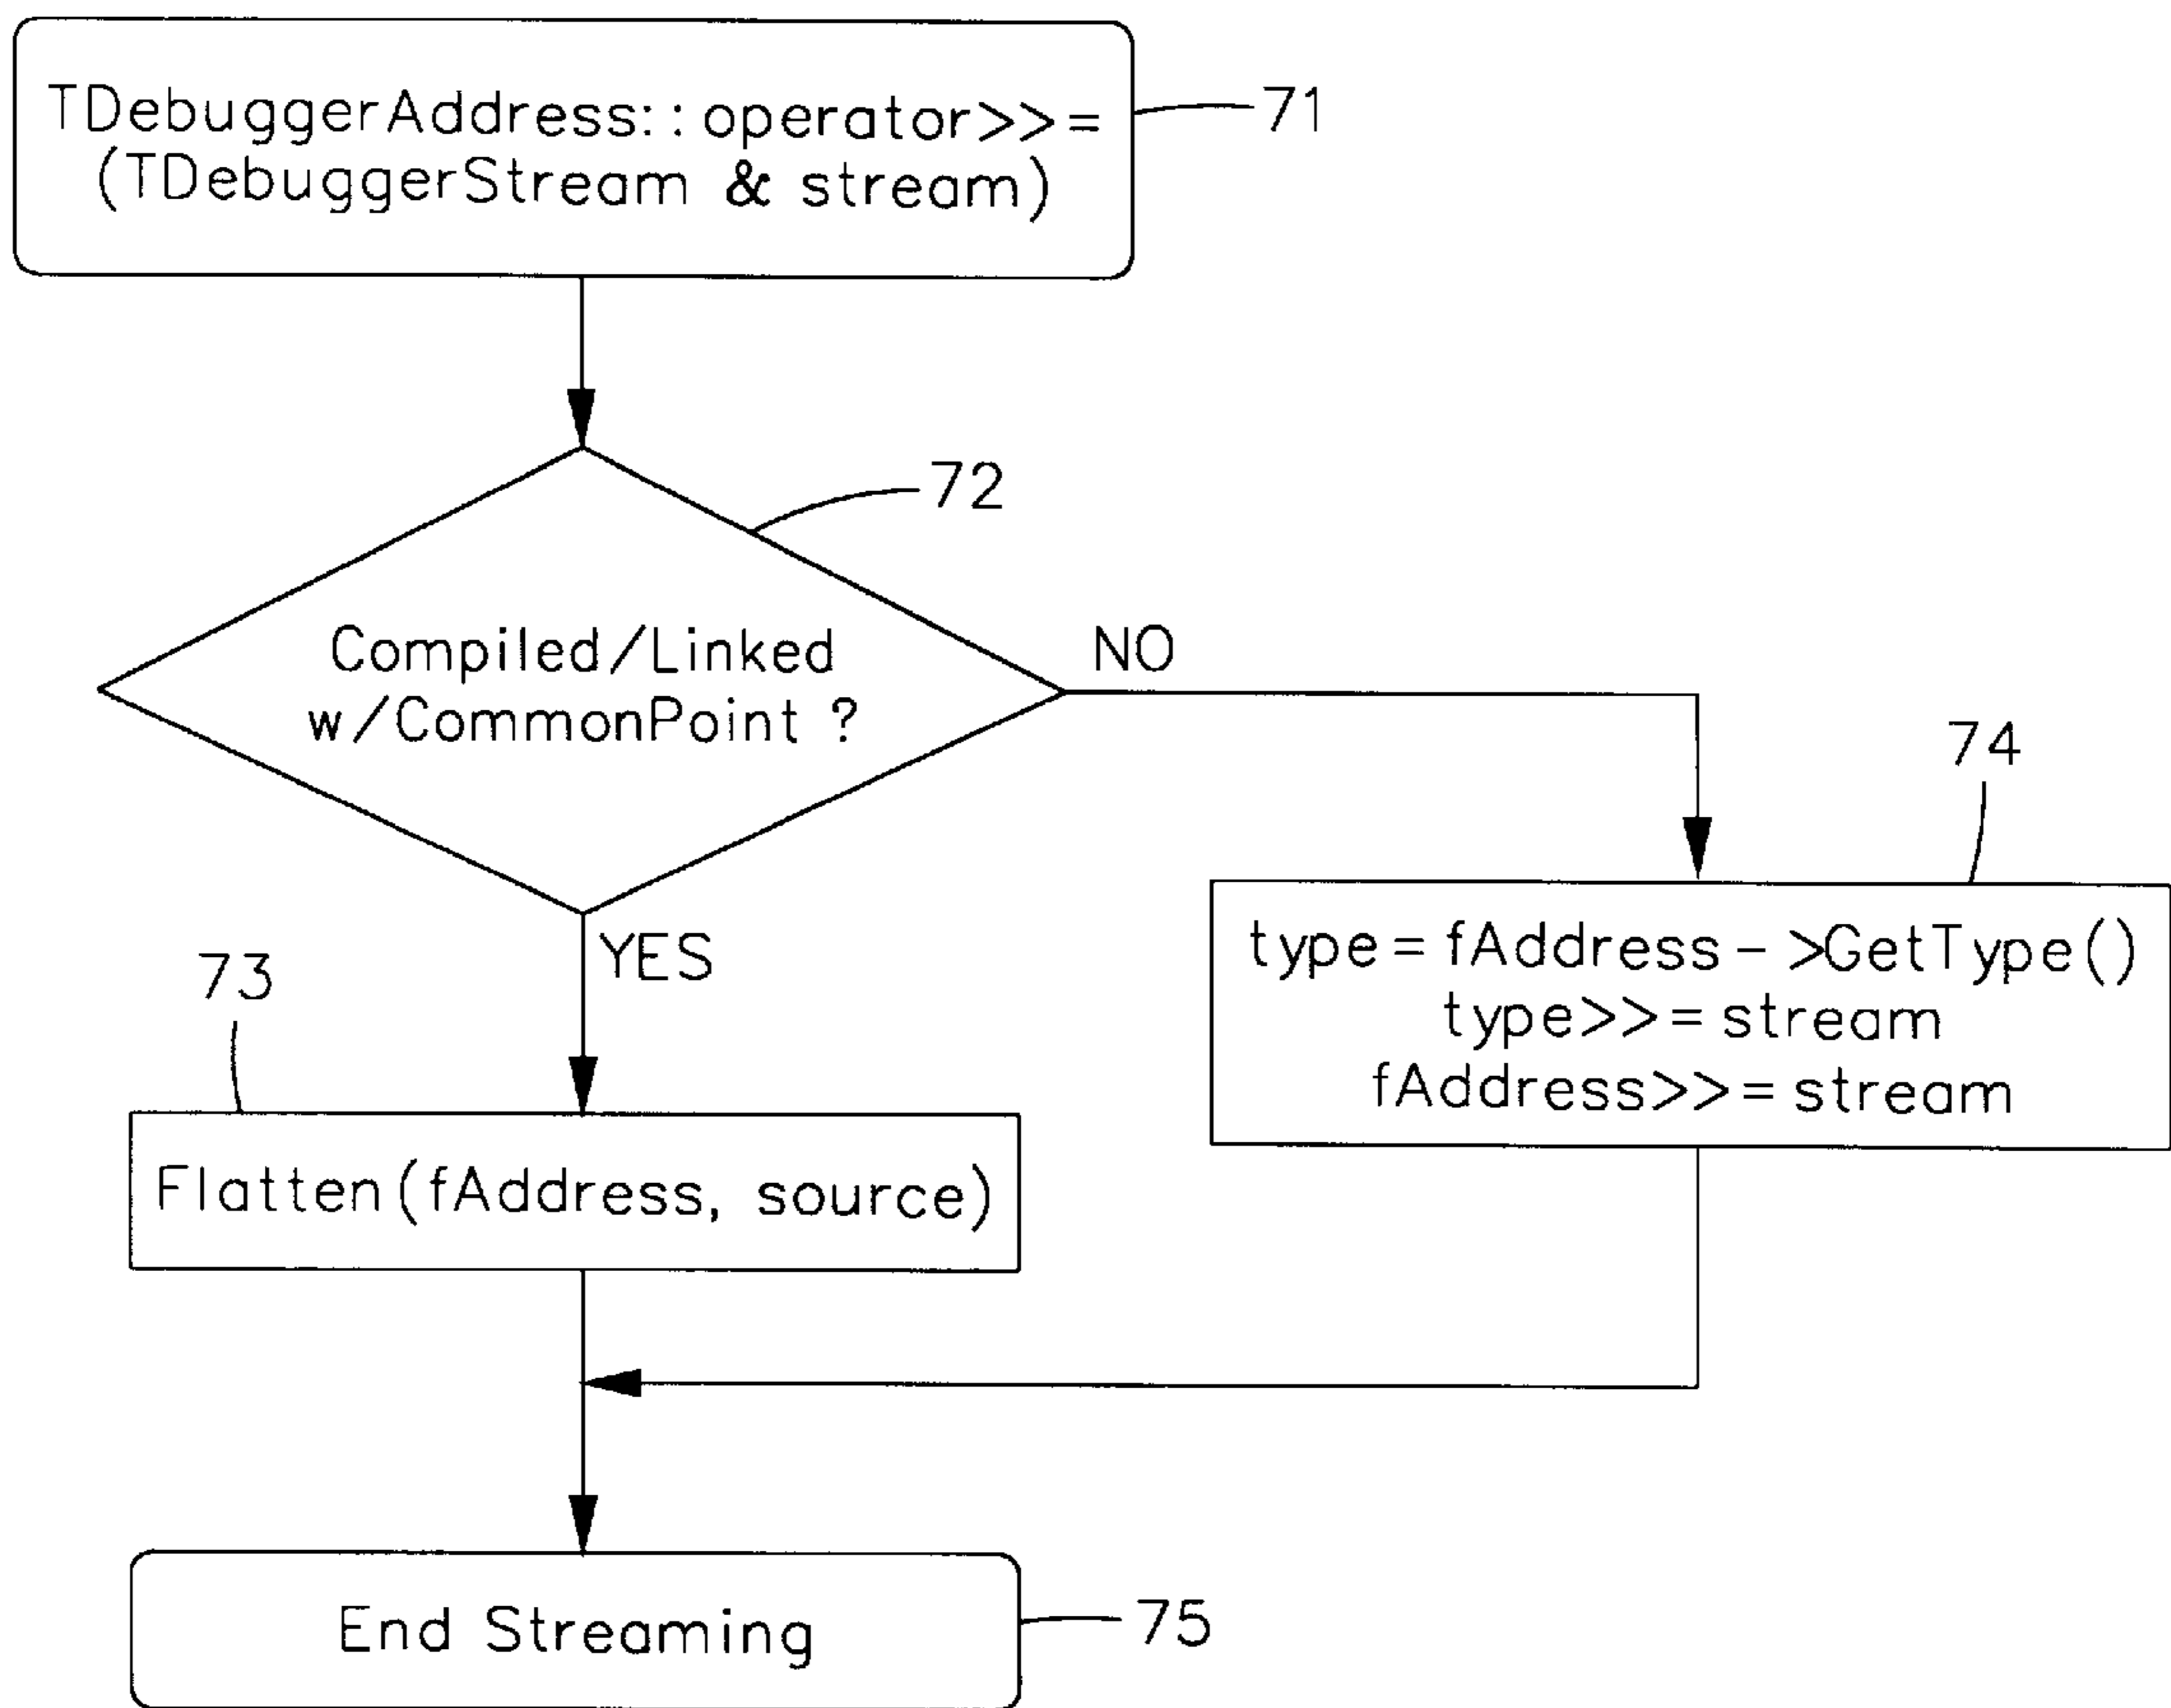 TDebuggerAddress::operator>>=
(TDebuggerStream & stream)
71
72
Compiled/Linked
w/CommonPoint ?
NO
74
YES
73
type = fAddress->GetType()
type>>= stream
fAddress>>= stream
Flatten(fAddress, source)
End Streaming
75